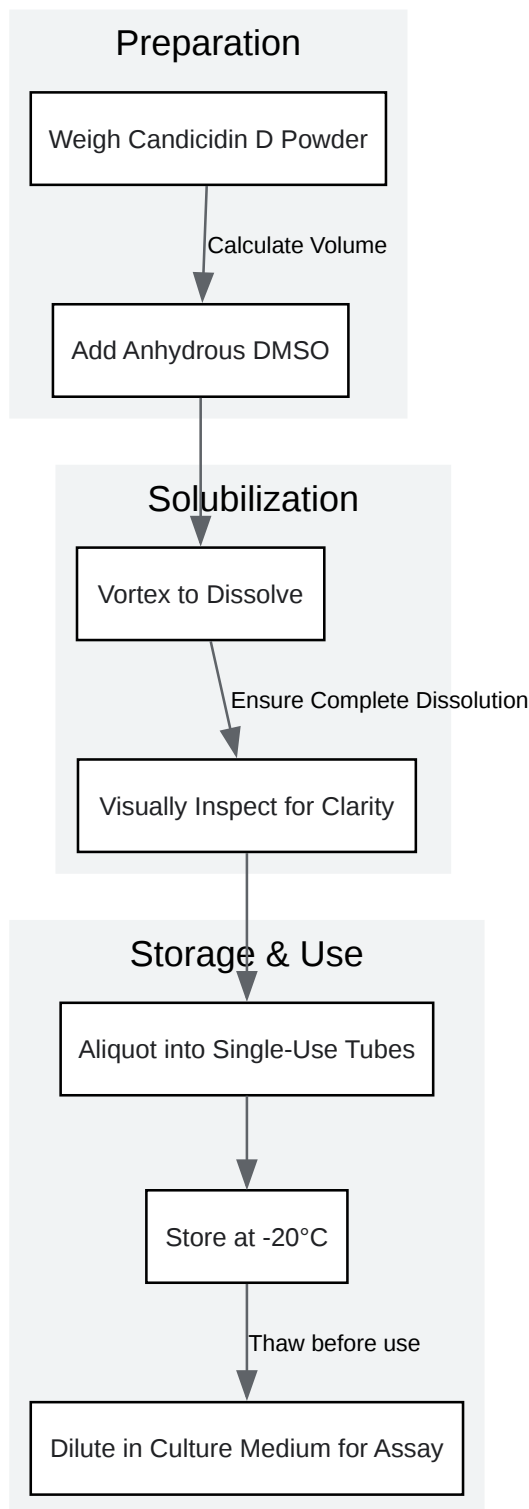 Preparation
Weigh Candicidin D Powder
Calculate Volume
Add Anhydrous DMSO
Solubilization
Vortex to Dissolve
Ensure Complete Dissolution
Visually Inspect for Clarity
Storage & Use
Aliquot into Single-Use Tubes
Store at -20°C
Thaw before use
Dilute in Culture Medium for Assay